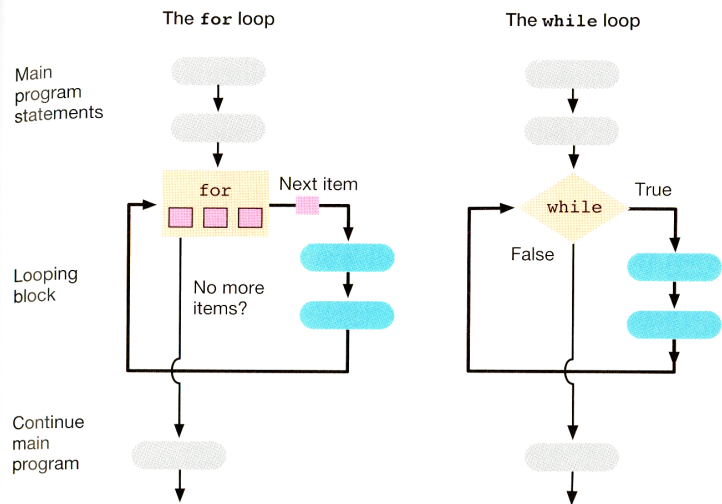 The for loop
The while loop
Main
program
statements
for
Next item
while
True
False
Looping
block
No more
items?
Continue
main
program